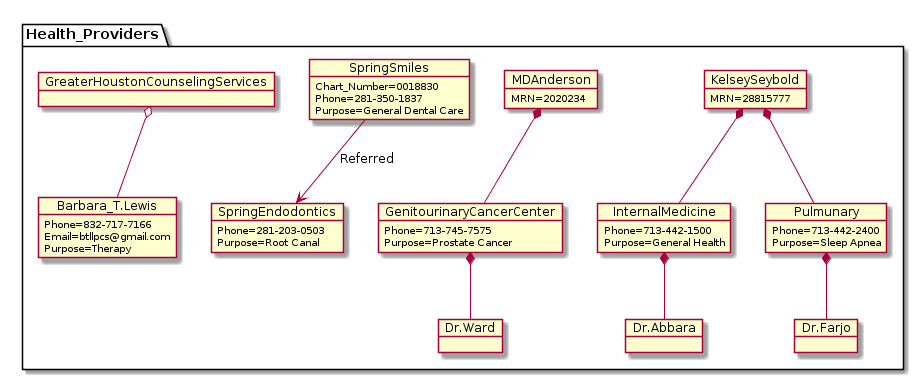 Health_Providers
GreaterHoustonCounselingServices
SpringSmiles
Chart_Number=0018830
Phone=281-350-1837
Purpose=General Dental Care
MDAnderson
MRN=2020234
KelseySeybold
MRN=28815777
Referred
Barbara_T.Lewis
Phone=832-717-7166
Email=btllpcs@gmail.com
Purpose=Therapy
SpringEndodontics
Phone=281-203-0503
Purpose=Root Canal
GenitourinaryCancerCenter
Phone=713-745-7575
Purpose=Prostate Cancer
InternalMedicine
Phone=713-442-1500
Purpose=General Health
Pulmunary
Phone=713-442-2400
Purpose=Sleep Apnea
Dr.Ward
Dr.Abbara
Dr.Farjo